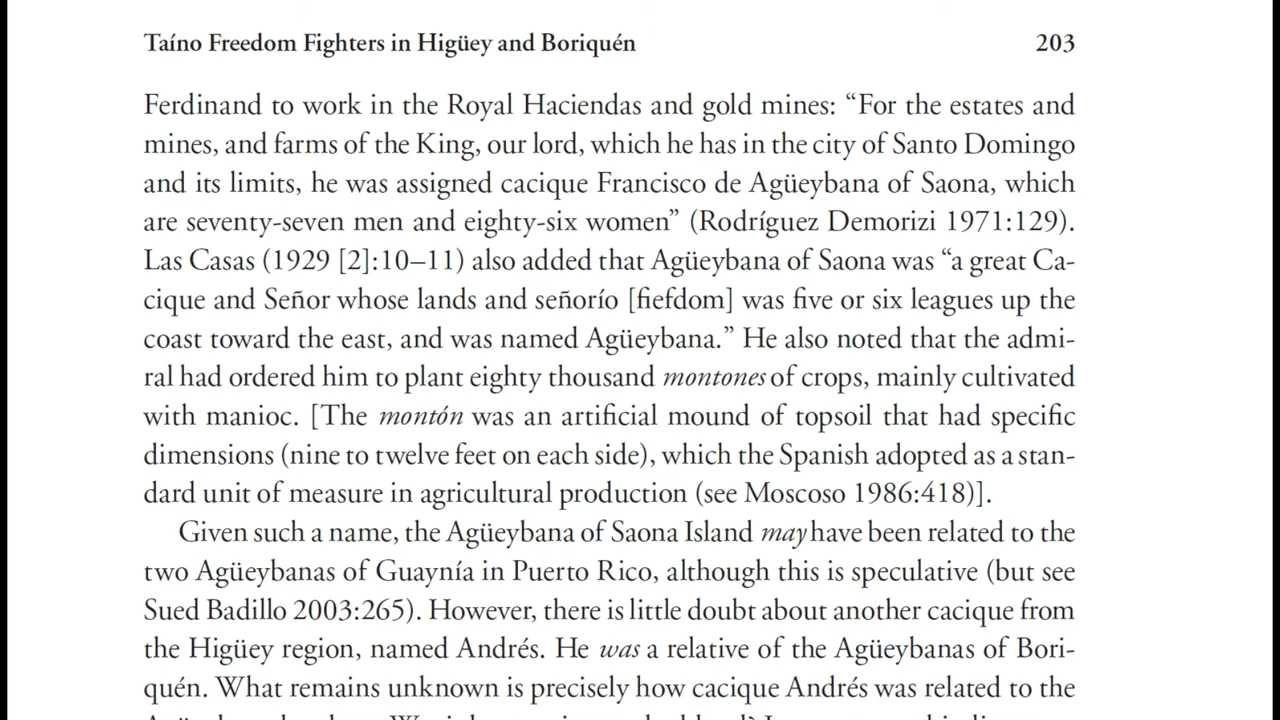 Taíno Freedom Fighters in Higüey and Boriquén 203
Ferdinand to work in the Royal Haciendas and gold mines: “For the estates and
mines, and farms of the King, our lord, which he has in the city of Santo Domingo
and its limits, he was assigned cacique Francisco de Agüeybana of Saona, which
are seventy-seven men and eighty-six women” (Rodríguez Demorizi 1971:129).
Las Casas (1929 [2]:10–11) also added that Agüeybana of Saona was “a great Ca-
cique and Señor whose lands and señorío [fiefdom] was five or six leagues up the
coast toward the east, and was named Agüeybana.” He also noted that the admi-
ral had ordered him to plant eighty thousand montones of crops, mainly cultivated
with manioc. [The montón was an artificial mound of topsoil that had specific
dimensions (nine to twelve feet on each side), which the Spanish adopted as a stan-
dard unit of measure in agricultural production (see Moscoso 1986:418)].
Given such a name, the Agüeybana of Saona Island may have been related to the
two Agüeybanas of Guaynía in Puerto Rico, although this is speculative (but see
Sued Badillo 2003:265). However, there is little doubt about another cacique from
the Higüey region, named Andrés. He was a relative of the Agüeybanas of Bori-
quén. What remains unknown is precisely how cacique Andrés was related to the